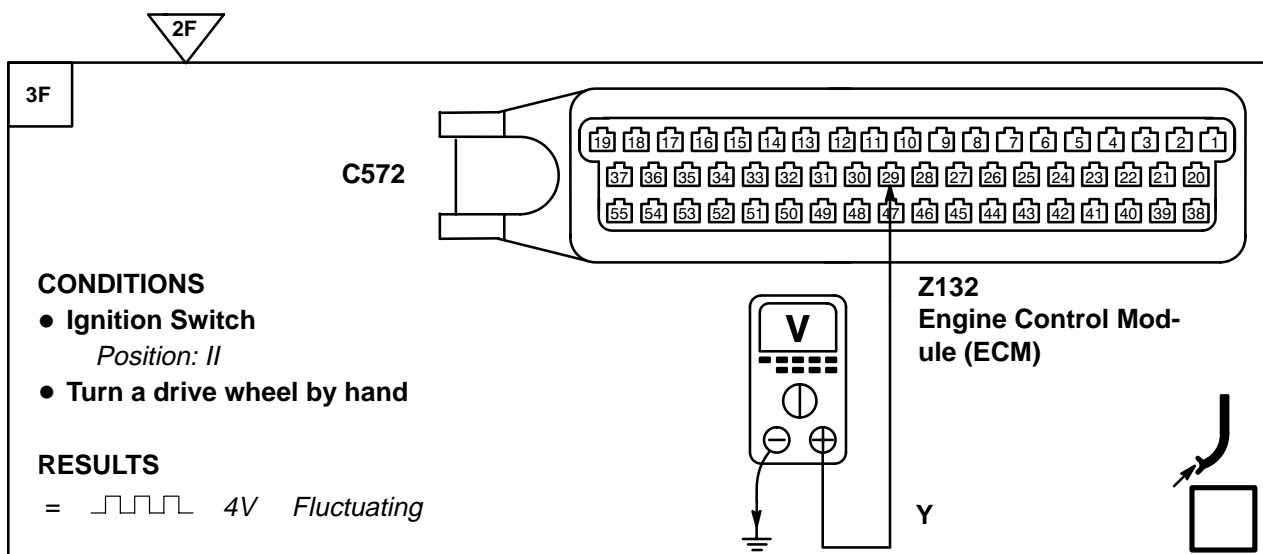 2F
3F
C572
19 18 17 16 15 14 13 12 11 10 9 8 7 6 5 4 3 2 1
37 36 35 34 33 32 31 30 29 28 27 26 25 24 23 22 21 20
55 54 53 52 51 50 49 48 47 46 45 44 43 42 41 40 39 38
CONDITIONS
● Ignition Switch
Position: II
● Turn a drive wheel by hand
RESULTS
= 4V Fluctuating
V
Z132
Engine Control Mod-
ule (ECM)
Y